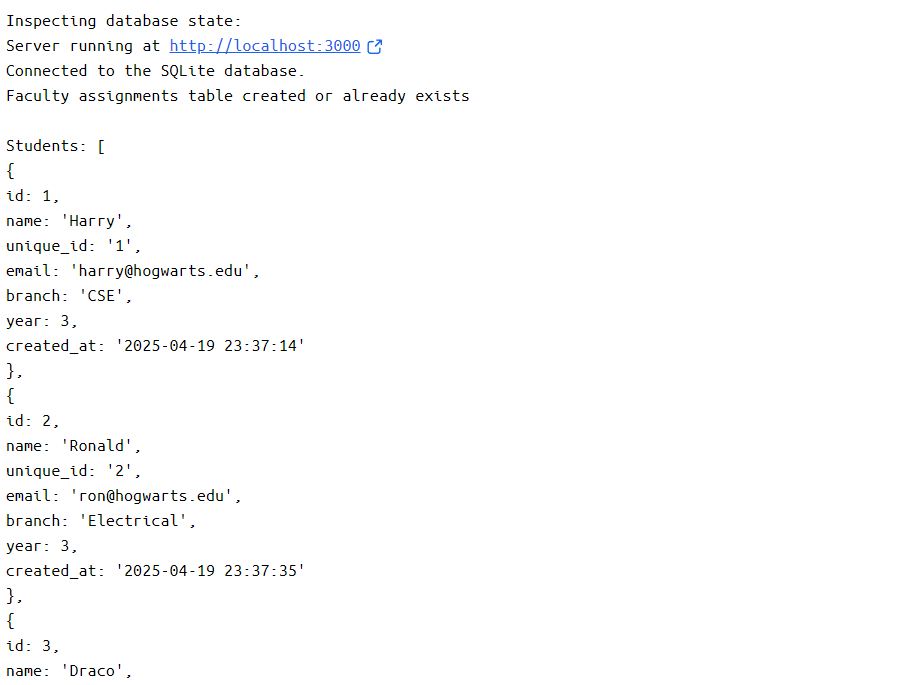 Inspecting database state:
Server running at http://localhost:3000
Connected to the SQLite database.
Faculty assignments table created or already exists
Students: [
{
id: 1,
name: 'Harry',
unique_id: '1',
email: 'harry@hogwarts.edu',
branch: 'CSE',
year: 3,
created_at: '2025-04-19 23:37:14'
},
{
id: 2,
name: 'Ronald',
unique_id: '2',
email: 'ron@hogwarts.edu',
branch: 'Electrical',
year: 3,
created_at: '2025-04-19 23:37:35'
},
{
id: 3,
name: 'Draco',